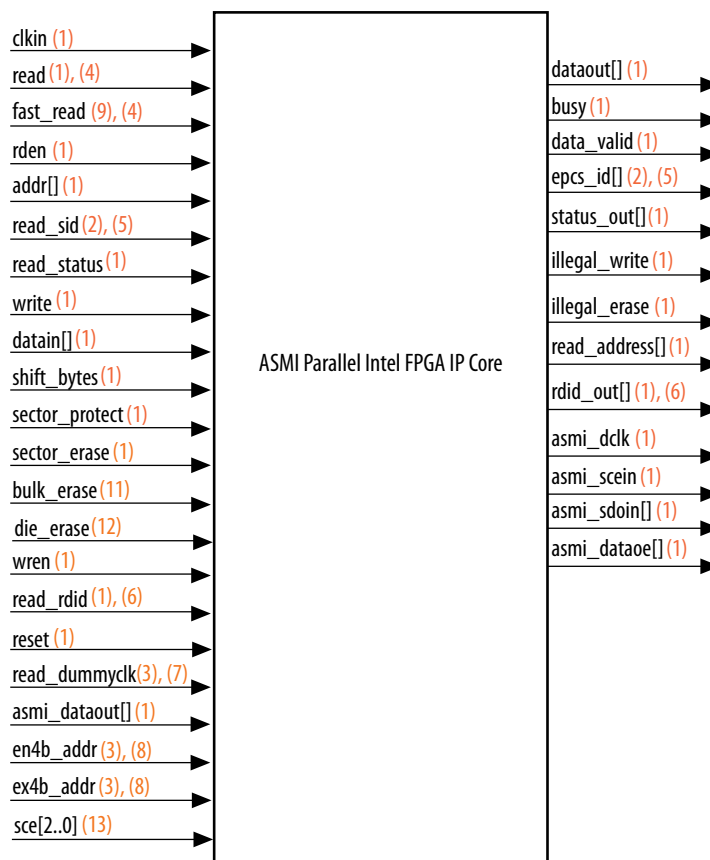 clkin (1)
read (1), (4)
fast_read (9), (4)
rden (1)
addr[] (1)
read_sid (2), (5)
read_status (1)
write (1)
datain[] (1)
shift_bytes (1)
sector_protect (1)
sector_erase (1)
bulk_erase (11)
die_erase (12)
wren (1)
read_rdid (1), (6)
reset (1)
read_dummyclk (3), (7)
asmi_dataout[] (1)
en4b_addr (3), (8)
ex4b_addr (3), (8)
sce[2..0] (13)
ASMI Parallel Intel FPGA IP Core
dataout[] (1)
busy (1)
data_valid (1)
epcs_id[] (2), (5)
status_out[] (1)
illegal_write (1)
illegal_erase (1)
read_address[] (1)
rdid_out[] (1), (6)
asmi_dclk (1)
asmi_scein (1)
asmi_sdoin[] (1)
asmi_dataoe[] (1)